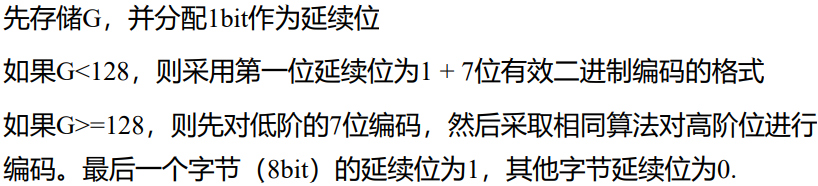 先存储G，并分配1bit作为延续位
如果G<128，则采用第一位延续位为1 + 7位有效二进制编码的格式
如果G>=128，则先对低阶的7位编码，然后采取相同算法对高阶位进行
编码。最后一个字节（8bit）的延续位为1，其他字节延续位为0.